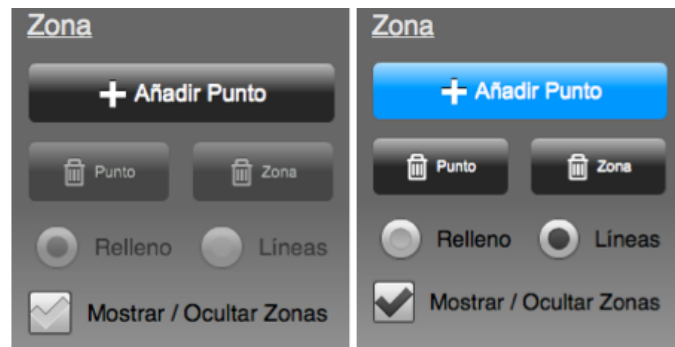 Zona
Añadir Punto
Punto Zona
Relleno Líneas
Mostrar / Ocultar Zonas
Zona
Añadir Punto
Punto Zona
Relleno Líneas
Mostrar / Ocultar Zonas